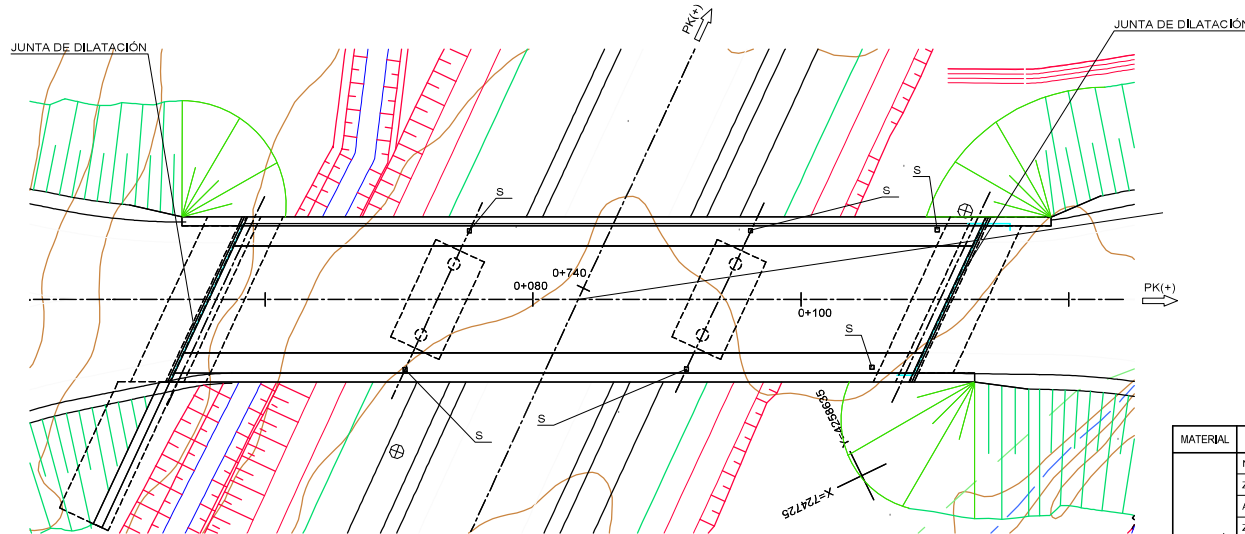 PK(+)
JUNTA DE DILATACIÓN
JUNTA DE DILATACIÓN
S
S
S
0+740
0+080
PK(+)
0+100
S
S
S
Y=4258635
X=724725
MATERIAL